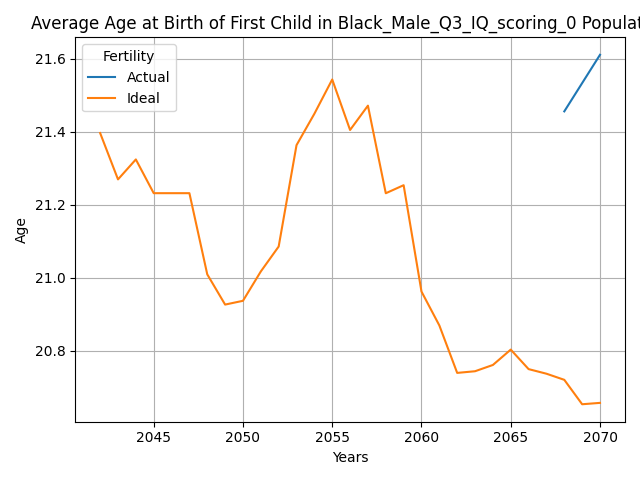 Average Age at Birth of First Child in Black_Male_Q3_IQ_scoring_0 Populat
Fertility
Actual
Ideal
21.6
21.4
21.2
21.0
20.8
Age
2045 2050 2055 2060 2065 2070
Years